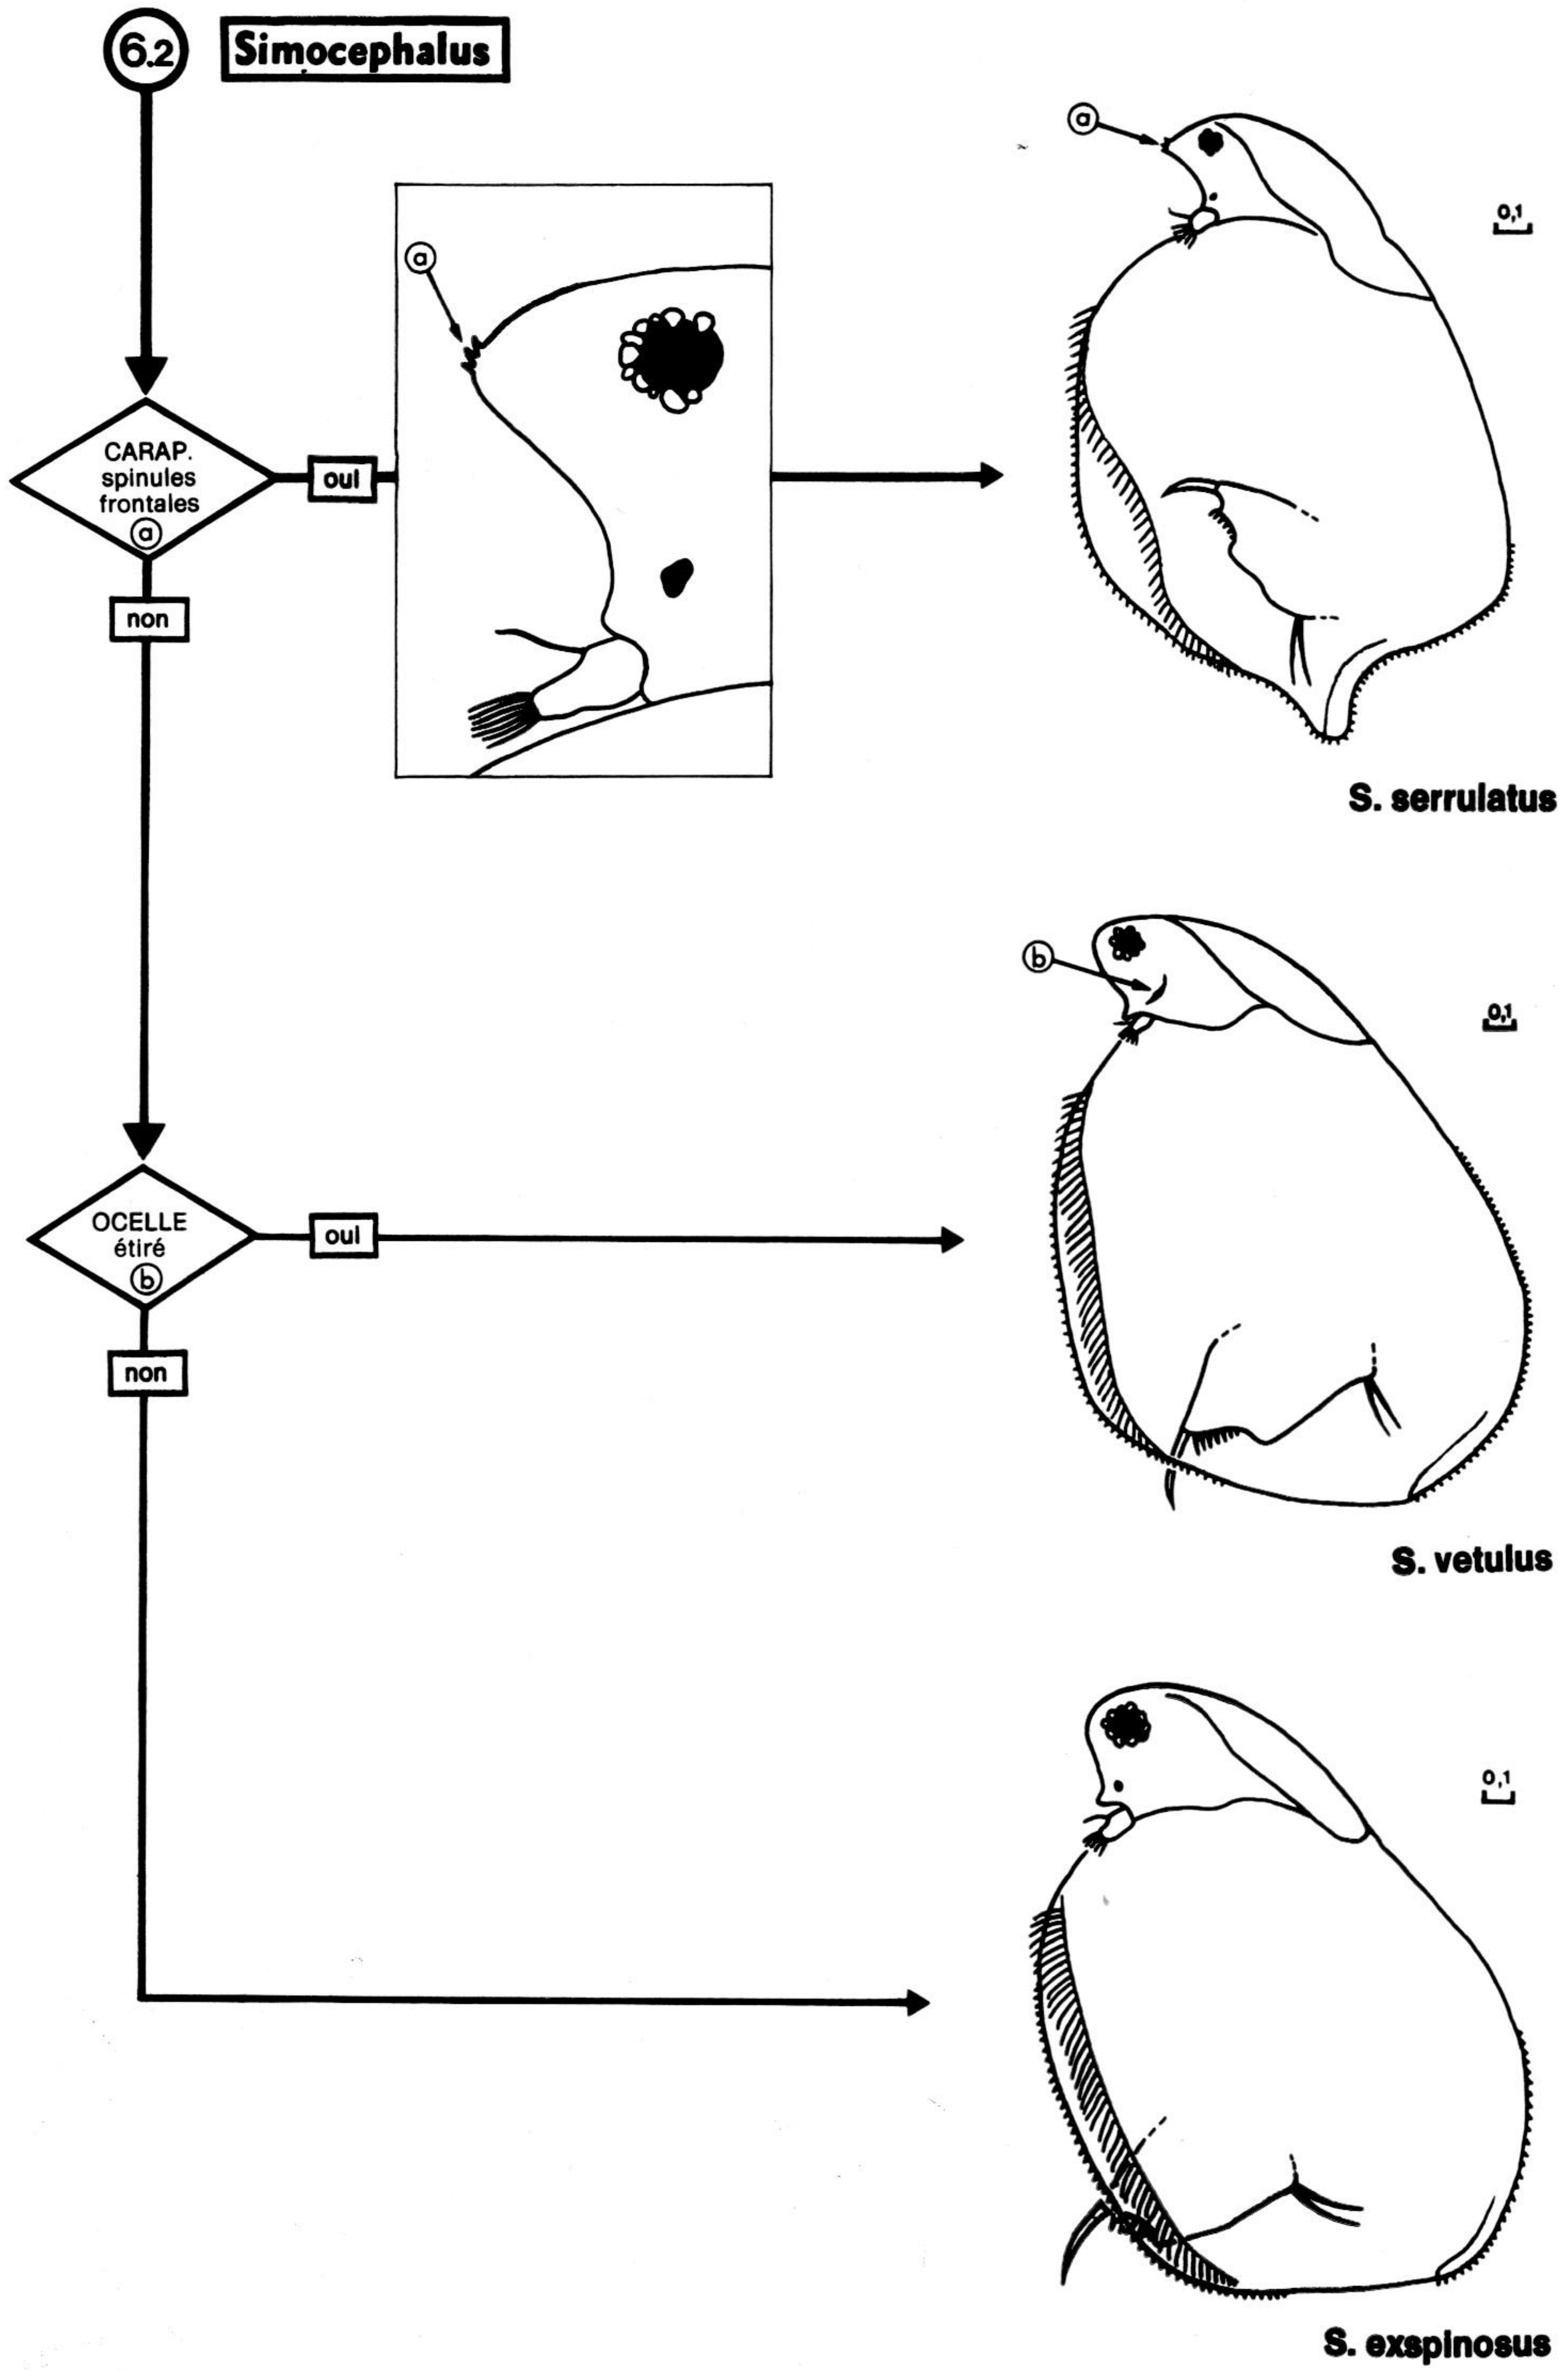 6.2 Simocephalus
a
0,1
a
CARAP.
spinules
frontales
a
oui
non
S. serrulatus
b
0,1
OCELLE
étiré
b
oui
non
S. vetulus
0,1
S. exspinosus